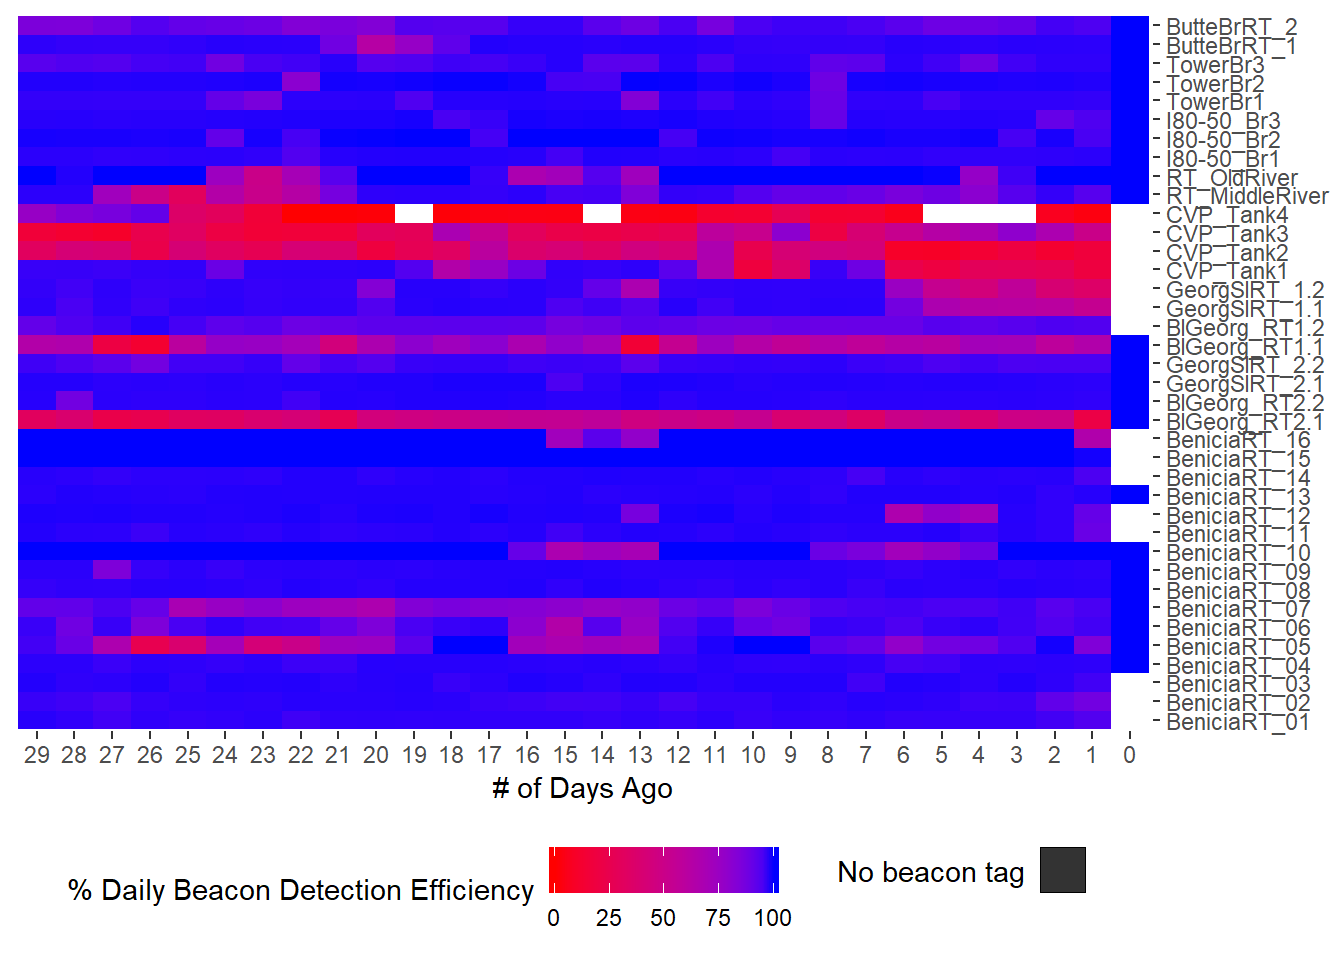 ButteBrRT_2
ButteBrRT_1
TowerBr3
TowerBr2
TowerBr1
I80-50_Br3
I80-50_Br2
I80-50_Br1
RT_OldRiver
RT_MiddleRiver
CVP_Tank4
CVP_Tank3
CVP_Tank2
CVP_Tank1
GeorgSlRT_1.2
GeorgSlRT_1.1
BlGeorg_RT1.2
BlGeorg_RT1.1
GeorgSlRT_2.2
GeorgSlRT_2.1
BlGeorg_RT2.2
BlGeorg_RT2.1
BeniciaRT_16
BeniciaRT_15
BeniciaRT_14
BeniciaRT_13
BeniciaRT_12
BeniciaRT_11
BeniciaRT_10
BeniciaRT_09
BeniciaRT_08
BeniciaRT_07
BeniciaRT_06
BeniciaRT_05
BeniciaRT_04
BeniciaRT_03
BeniciaRT_02
BeniciaRT_01
29 28 27 26 25 24 23 22 21 20 19 18 17 16 15 14 13 12 11 10 9 8 7 6 5 4 3 2 1 0
# of Days Ago
% Daily Beacon Detection Efficiency
0 25 50 75 100
No beacon tag